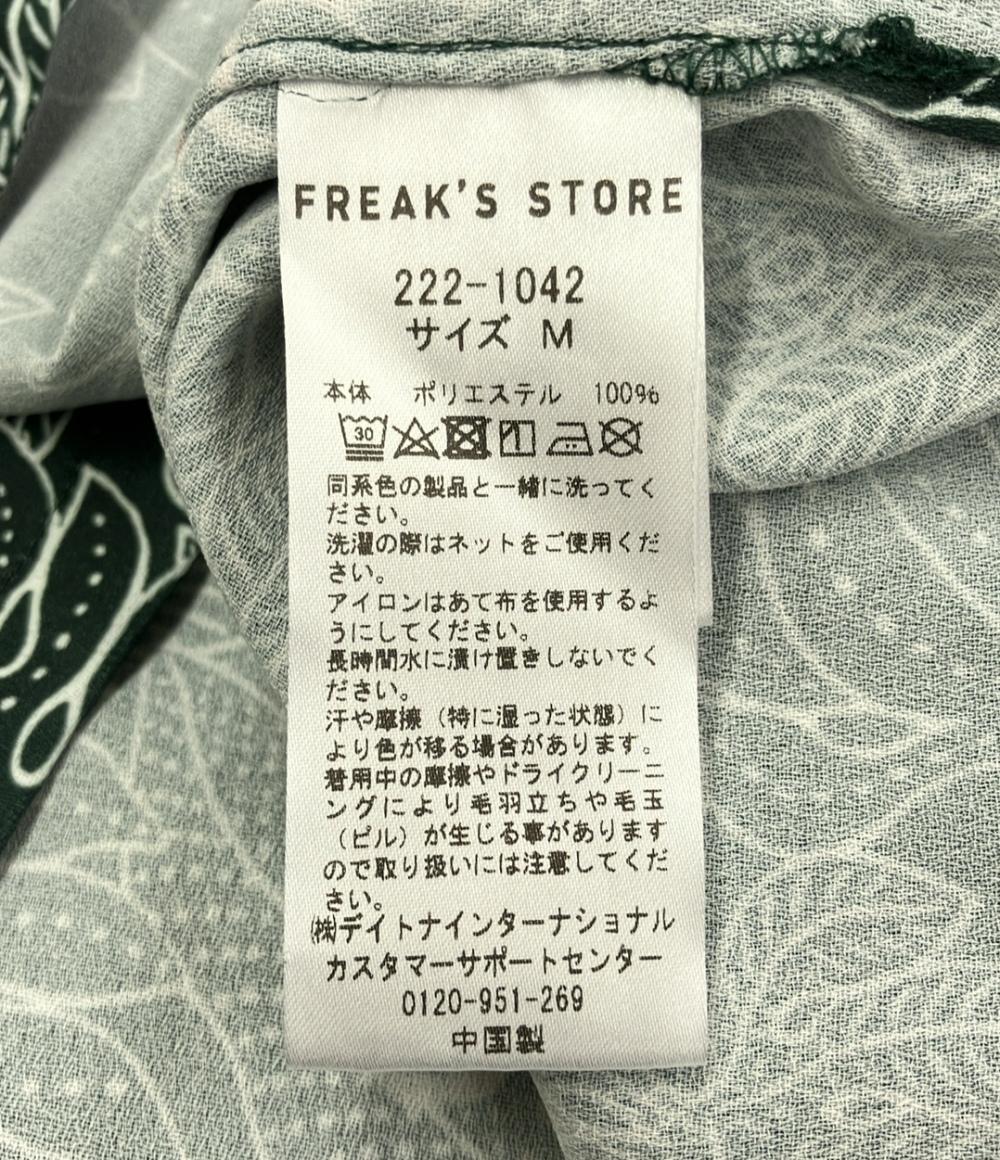 FREAK'S STORE
222-1042
サイズ M
本体 ポリエステル 100%
30
同系色の製品と一緒に洗ってく
ださい。
洗濯の際はネットをご使用くだ
さい。
アイロンはあて布を使用するよ
うにしてください。
長時間水に漬け置きしないでく
ださい。
汗や摩擦（特に湿った状態）に
より色が移る場合があります。
着用中の摩擦やドライクリーニ
ングにより毛羽立ちや毛玉
（ピル）が生じる事があります
ので取り扱いには注意してくだ
さい。
㈱デイトナインターナショナル
カスタマーサポートセンター
0120-951-269
中国製